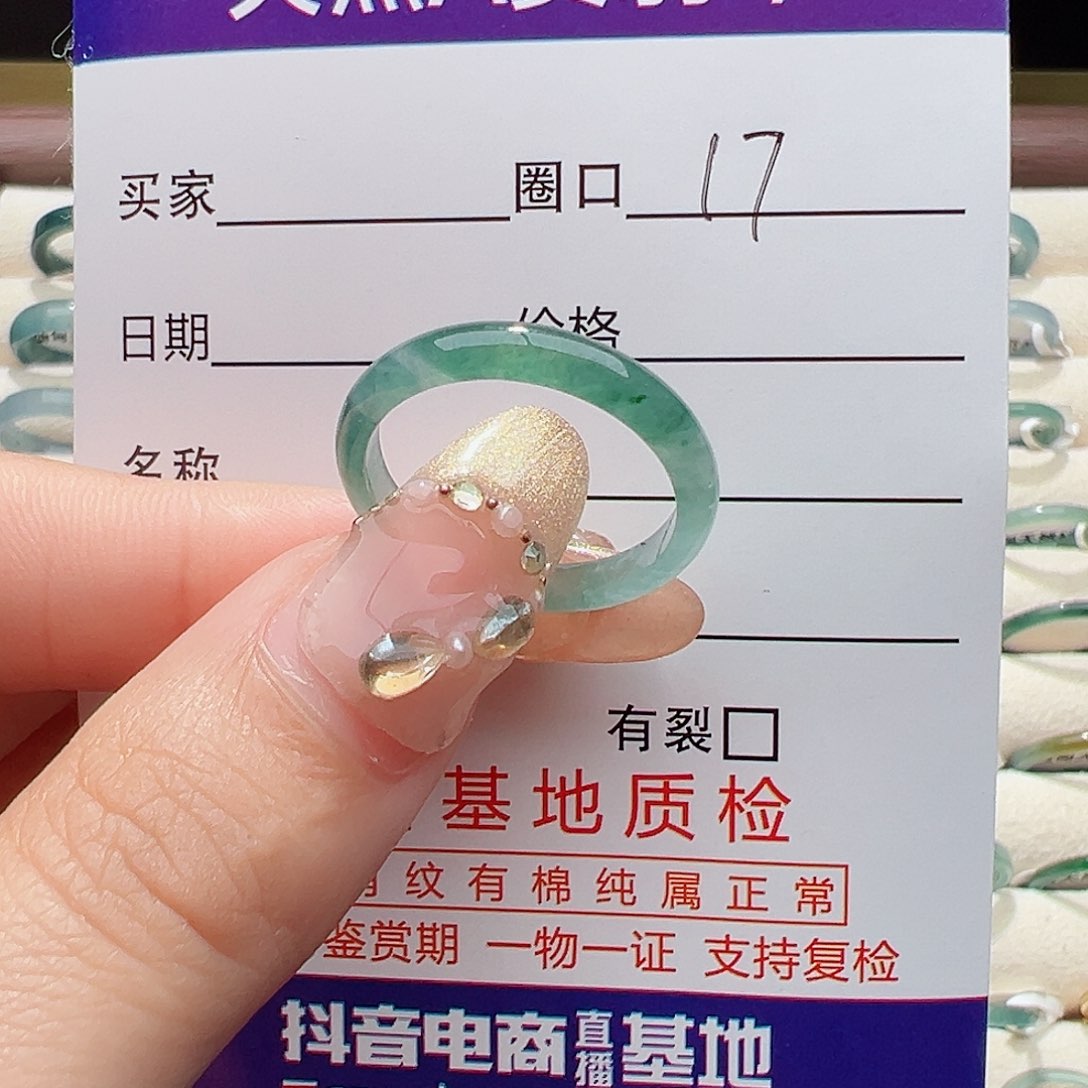 买家 圈口 17
日期 价格
名称
有裂□
基地质检
有纹有棉纯属正常
鉴赏期 一物一证 支持复检
抖音电商直播基地